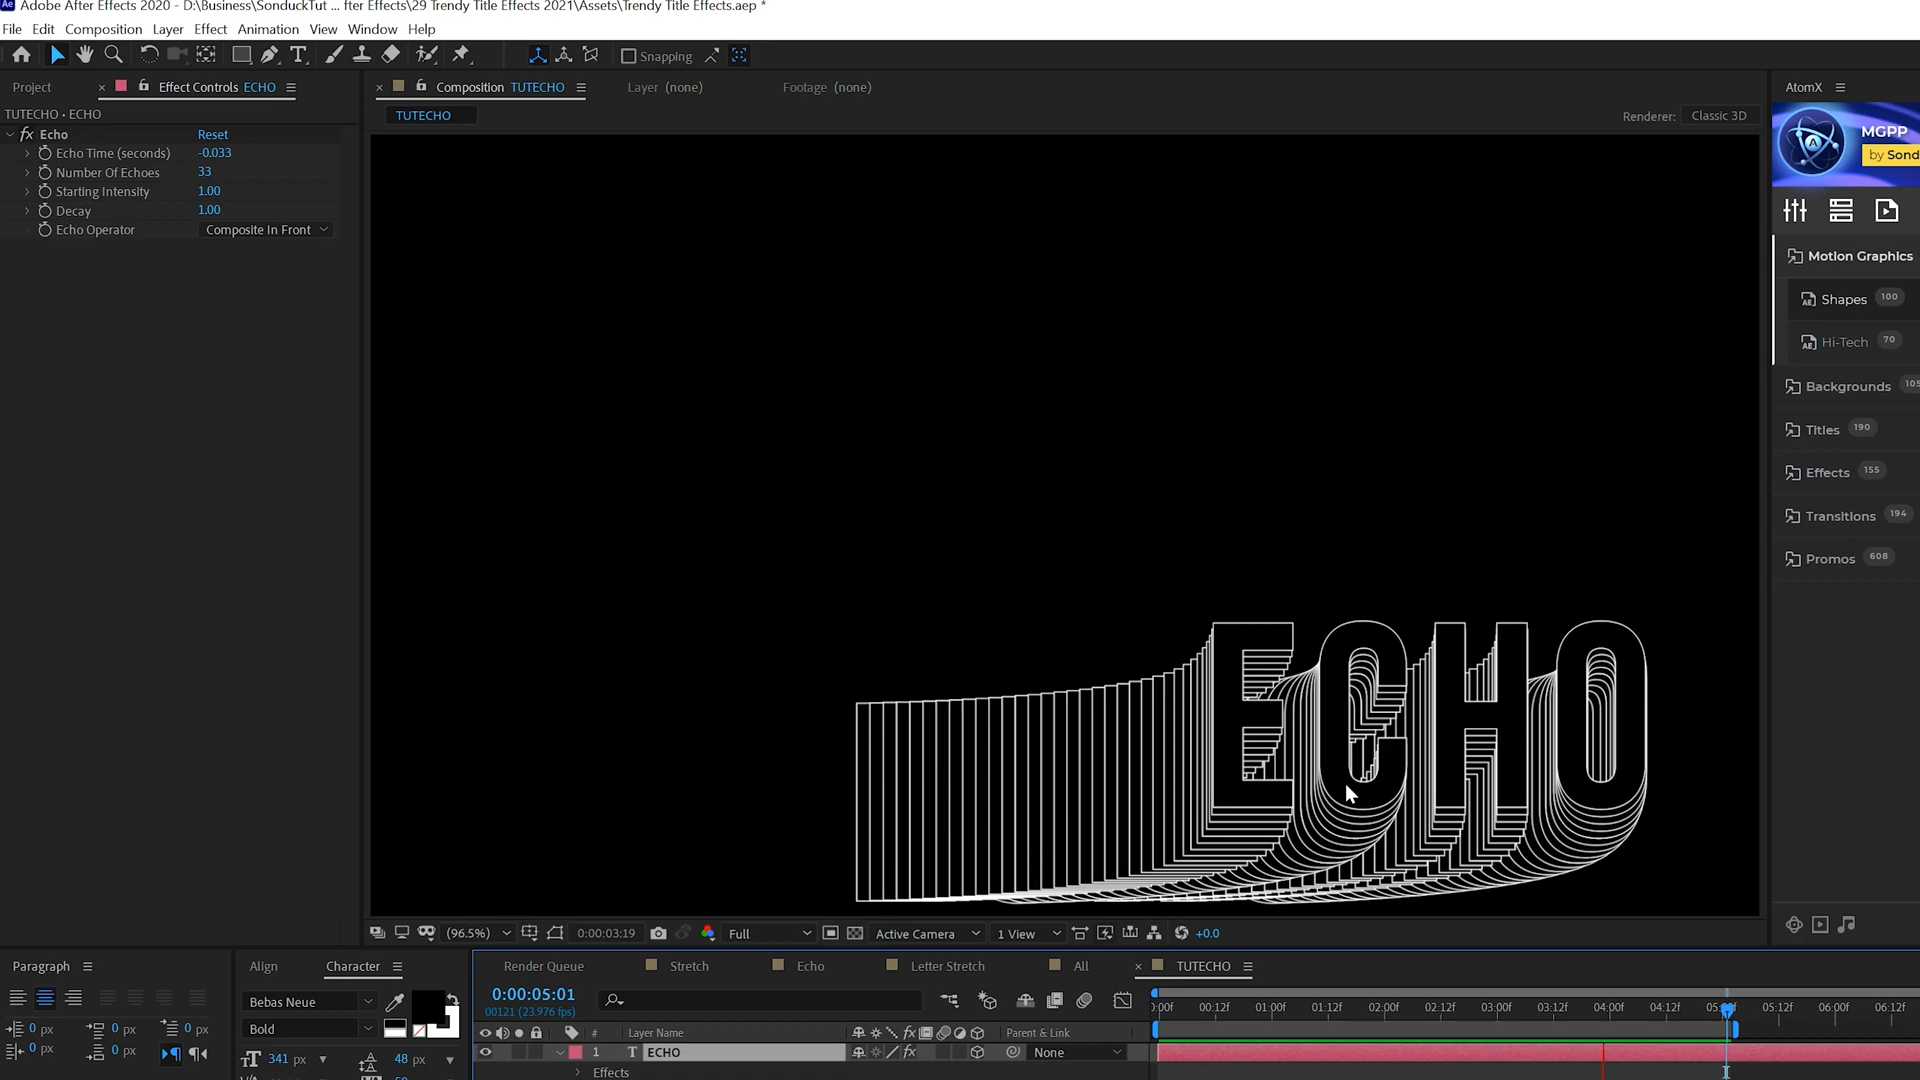 Adobe After Effects 2020 - D:\Business\SonduckTut ... fter Effects\29 Trendy Title Effects 2021\Assets\Trendy Title Effects.aep *
File Edit Composition Layer Effect Animation View Window Help
Snapping
Project Effect Controls ECHO
Composition TUTECHO
Layer (none)
Footage (none)
AtomX
TUTECHO • ECHO
TUTECHO
Renderer: Classic 3D
fx Echo Reset
Echo Time (seconds) -0.033
Number Of Echoes 33
Starting Intensity 1.00
Decay 1.00
Echo Operator Composite In Front
MGPP
by Sond
Motion Graphics
Shapes 100
Hi-Tech 70
Backgrounds 105
Titles 190
Effects 155
Transitions 194
Promos 608
ECHO
(96.5%) 0:00:03:19 Full Active Camera 1 View +0.0
Paragraph
Align Character
Render Queue Stretch Echo Letter Stretch All TUTECHO
0:00:05:01
00121 (23.976 fps)
0:00f 00:12f 01:00f 01:12f 02:00f 02:12f 03:00f 03:12f 04:00f 04:12f 05:12f 06:00f 06:12f
Bebas Neue
Bold
0 px 0 px 0 px
0 px 0 px
341 px 48 px
# Layer Name Parent & Link
1 T ECHO None
Effects